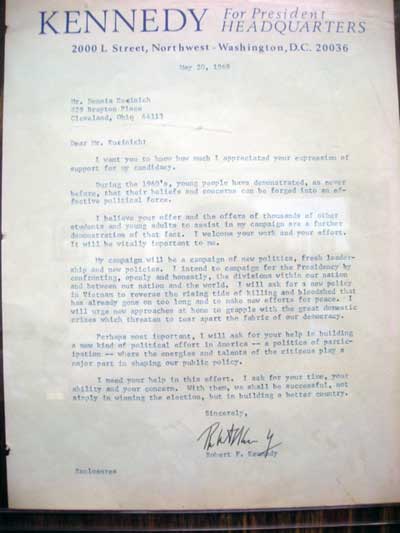 KENNEDY For President
HEADQUARTERS
2000 L Street, Northwest - Washington, D.C. 20036
May 20, 1968
Mr. Dennis Kucinich
829 Brayton Place
Cleveland, Ohio 44113
Dear Mr. Kucinich:
I want you to know how much I appreciated your expression of
support for my candidacy.
During the 1960's, young people have demonstrated, as never
before, that their beliefs and concerns can be forged into an ef-
fective political force.
I believe your offer and the offers of thousands of other
students and young adults to assist in my campaign are a further
demonstration of that fact. I welcome your work and your effort.
It will be vitally important to me.
My campaign will be a campaign of new politics, fresh leader-
ship and new policies. I intend to campaign for the Presidency by
confronting, openly and honestly, the divisions within our nation
and between out nation and the world. I will ask for a new policy
in Vietnam to reverse the rising tide of killing and bloodshed that
has already gone on too long and to make new efforts for peace. I
will urge new approaches at home to grapple with the great domestic
crises which threaten to tear apart the fabric of our democracy.
Perhaps most important, I will ask for your help in building
a new kind of political effort in America -- a politics of partic-
ipation -- where the energies and talents of the citizens play a
major part in shaping our public policy.
I need your help in this effort. I ask for your time, your
ability and your concern. With them, we shall be successful, not
simply in winning the election, but in building a better country.
Sincerely,
Robert F. Kennedy
Enclosures